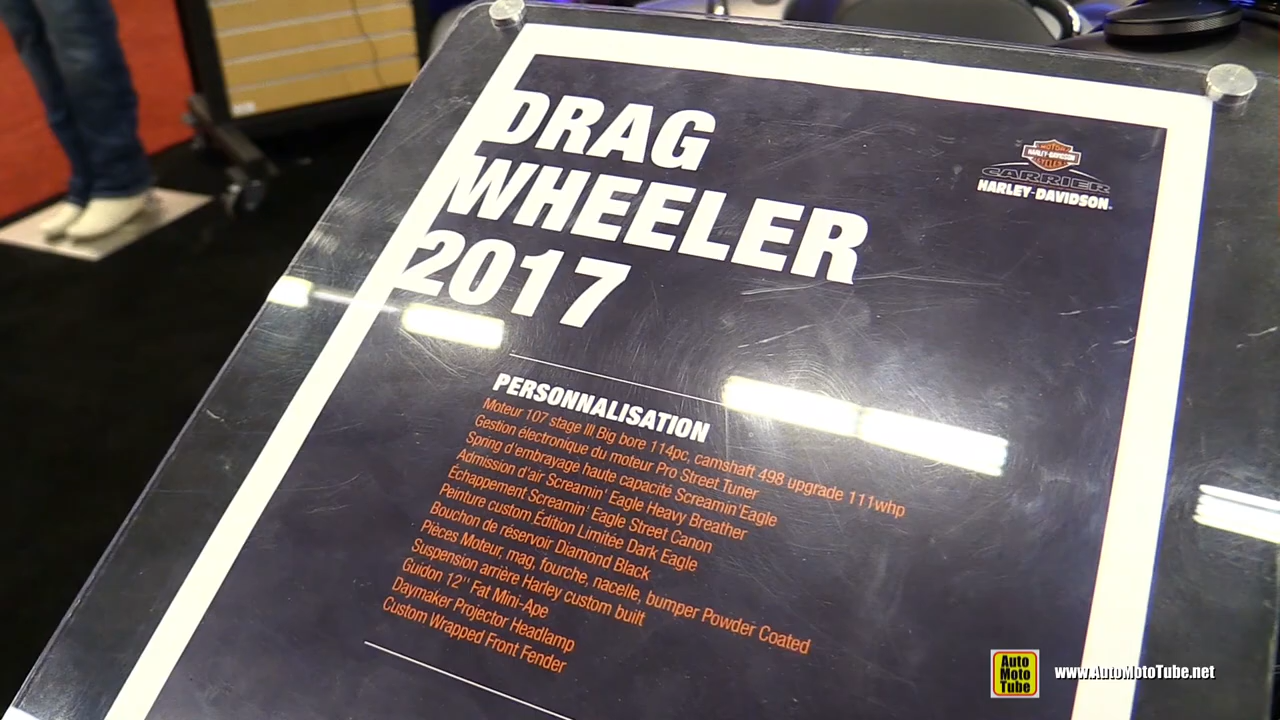 DRAG
WHEELER
2017
MOTOR
HARLEY-DAVIDSON
CYCLES
CARRIER
HARLEY-DAVIDSON
PERSONNALISATION
Moteur 107 stage III Big bore 114pc, camshaft 498 upgrade 111whp
Gestion électronique du moteur Pro Street Tuner
Spring d'embrayage haute capacité Screamin'Eagle
Admission d'air Screamin' Eagle Heavy Breather
Échappement Screamin' Eagle Street Canon
Peinture custom Édition Limitée Dark Eagle
Bouchon de réservoir Diamond Black
Pièces Moteur, mag, fourche, nacelle, bumper Powder Coated
Suspension arrière Harley custom built
Guidon 12'' Fat Mini-Ape
Daymaker Projector Headlamp
Custom Wrapped Front Fender
Auto
Moto
Tube
www.AutoMotoTube.net